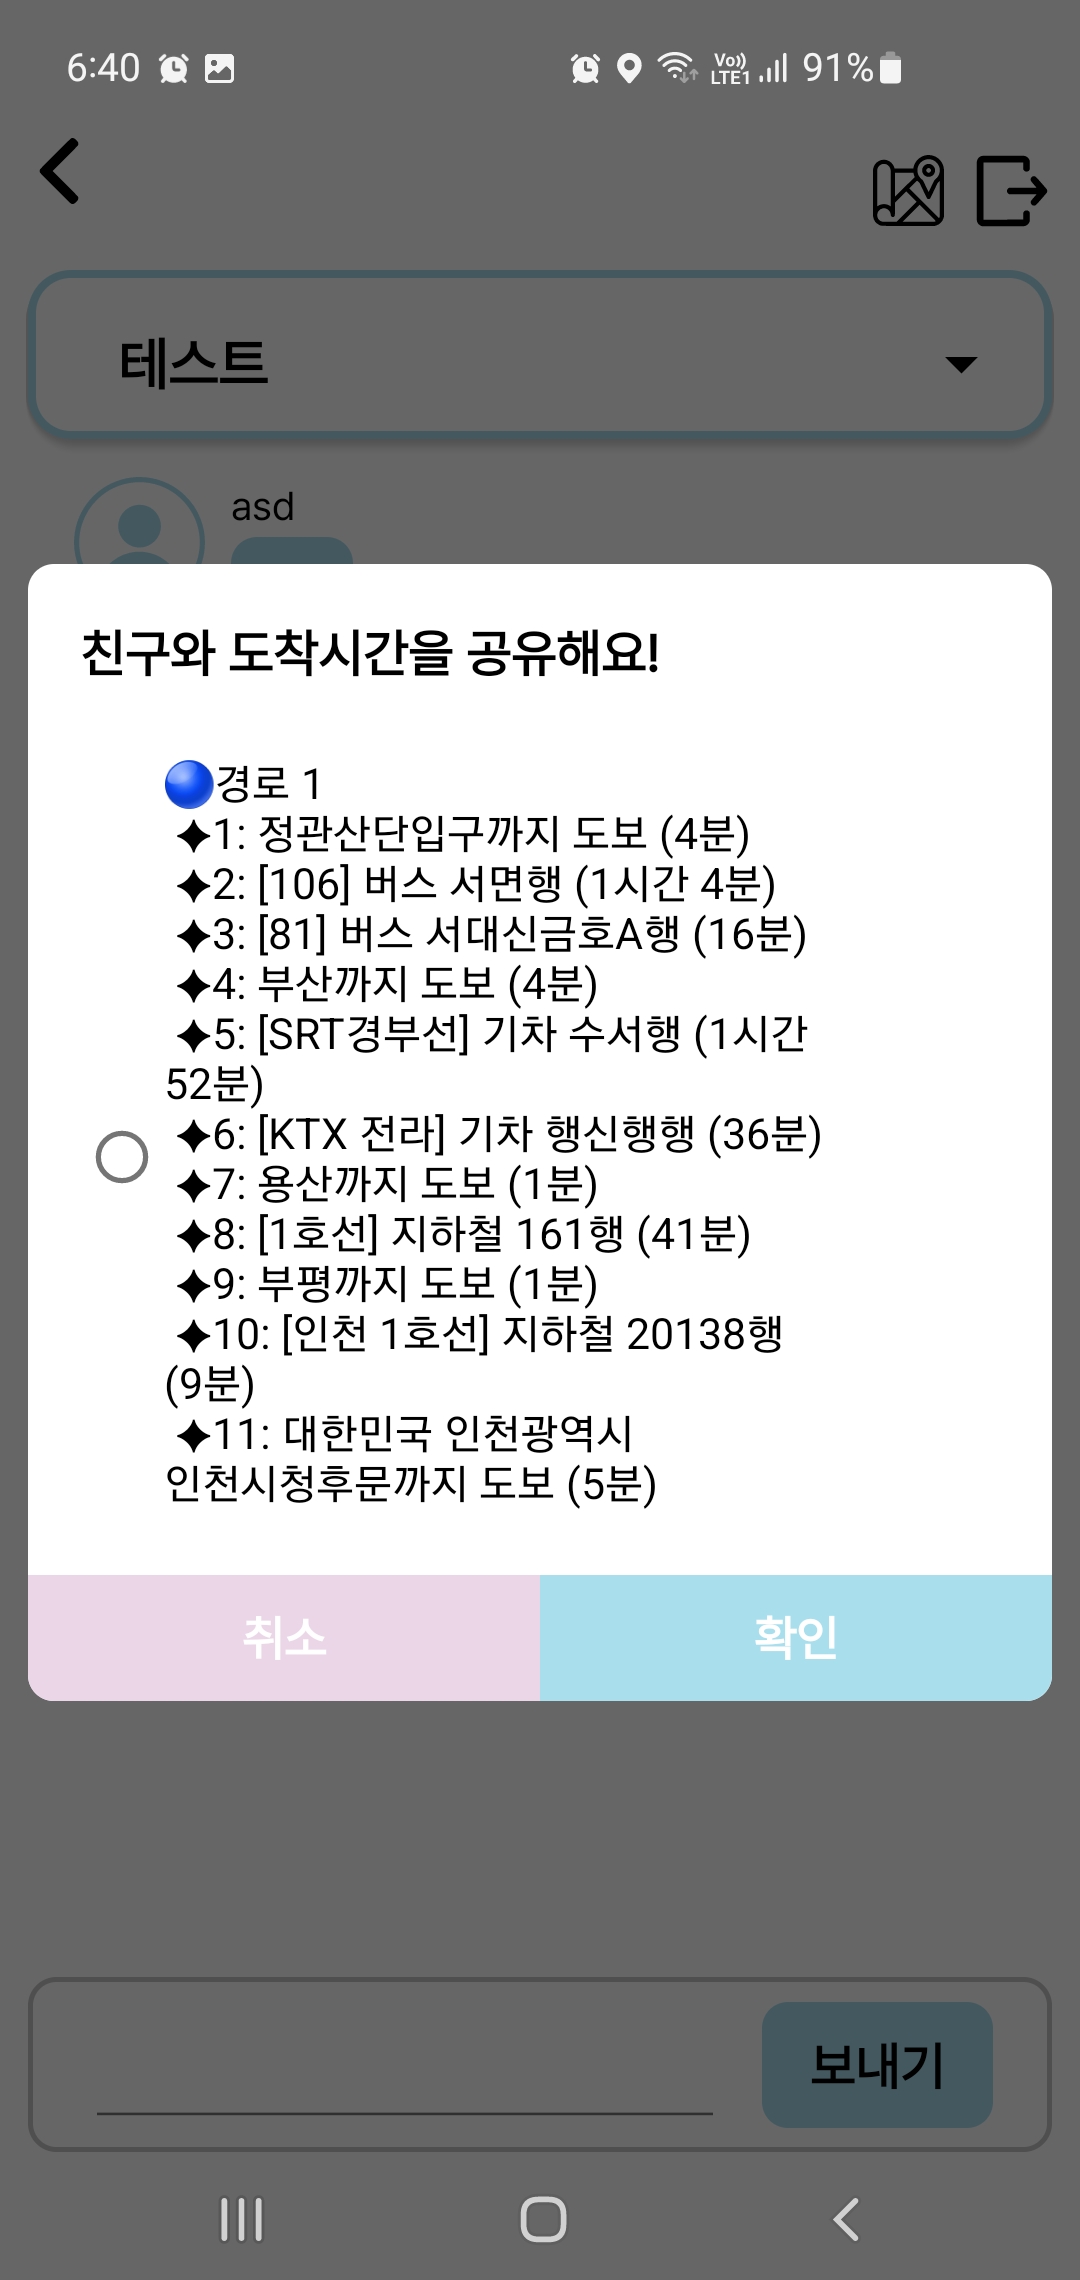 6:40 Vo)) LTE1 91%
테스트
asd
친구와 도착시간을 공유해요!
🔵경로 1
✦1: 정관산단입구까지 도보 (4분)
✦2: [106] 버스 서면행 (1시간 4분)
✦3: [81] 버스 서대신금호A행 (16분)
✦4: 부산까지 도보 (4분)
✦5: [SRT경부선] 기차 수서행 (1시간
52분)
✦6: [KTX 전라] 기차 행신행행 (36분)
✦7: 용산까지 도보 (1분)
✦8: [1호선] 지하철 161행 (41분)
✦9: 부평까지 도보 (1분)
✦10: [인천 1호선] 지하철 20138행
(9분)
✦11: 대한민국 인천광역시
인천시청후문까지 도보 (5분)
취소 확인
보내기